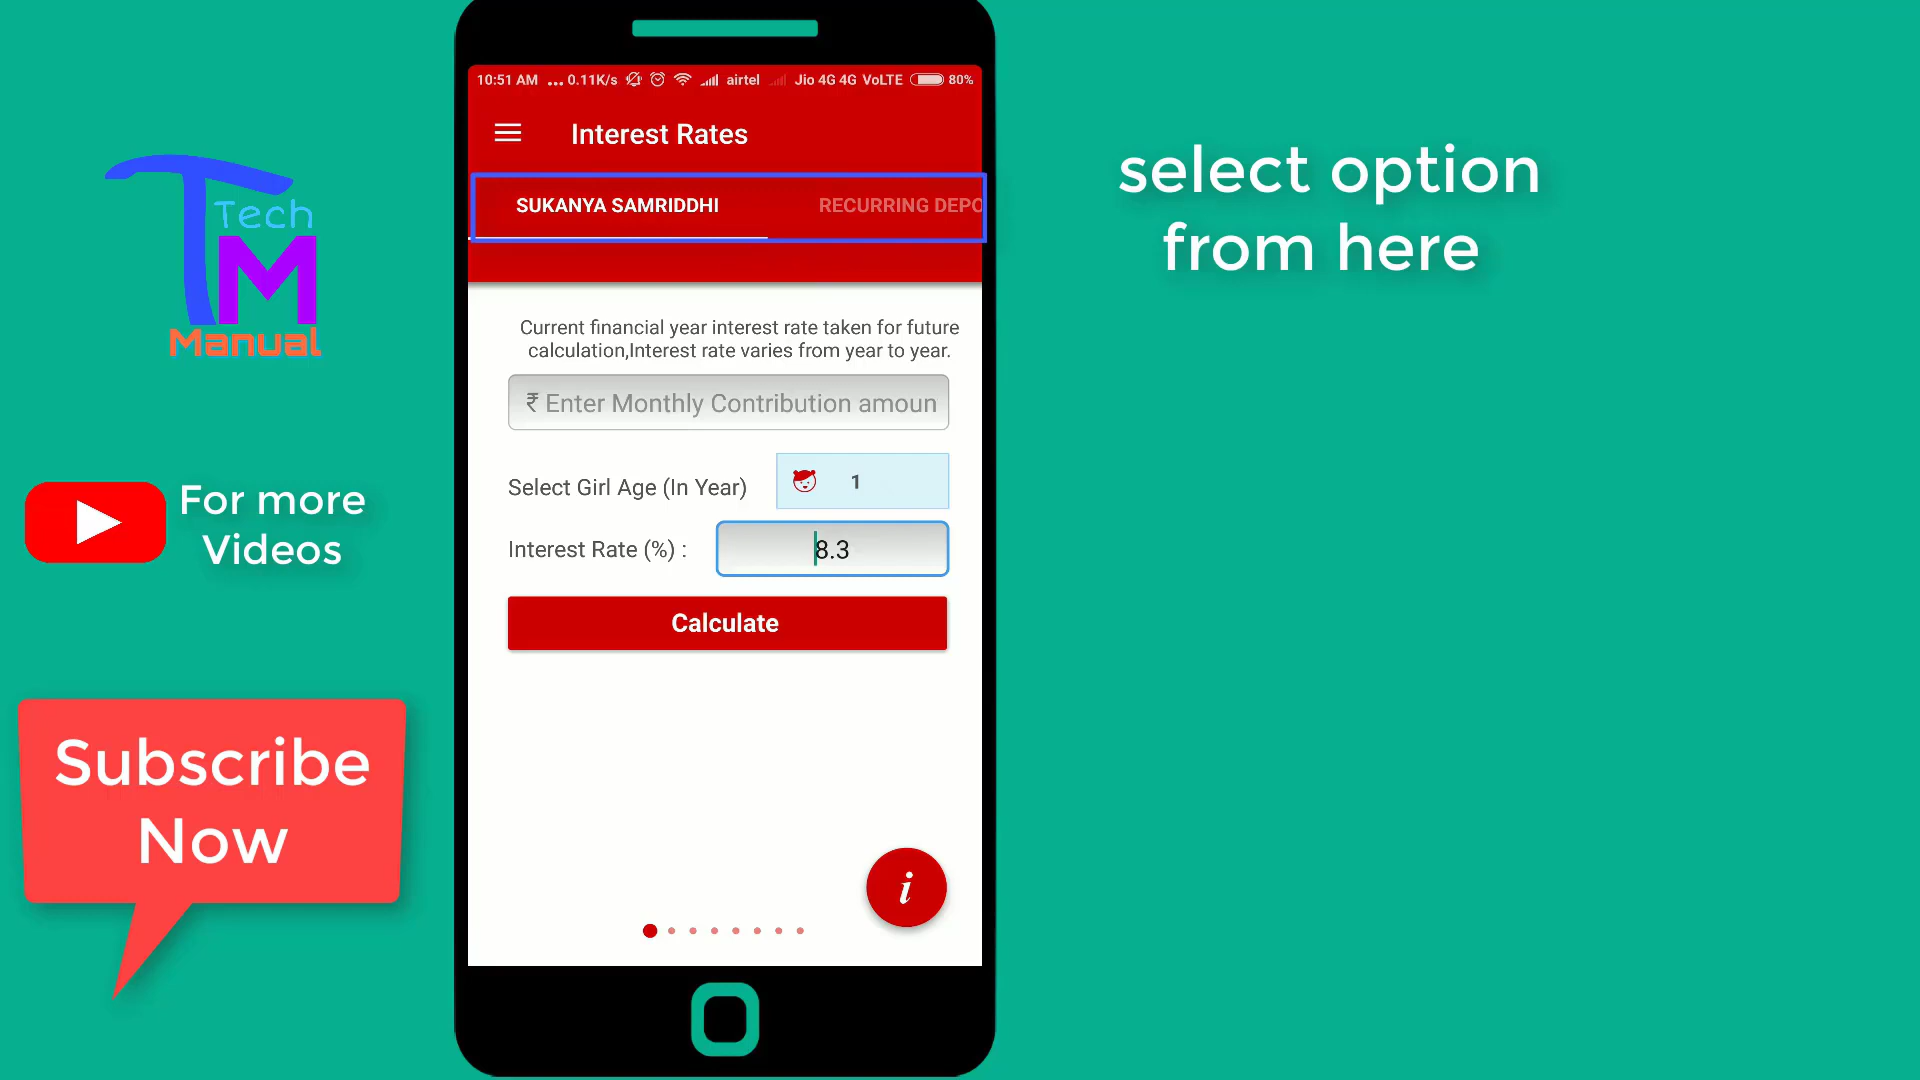 10:51 AM ... 0.11K/s airtel Jio 4G 4G VoLTE 80%
Interest Rates
SUKANYA SAMRIDDHI RECURRING DEPO
select option
from here
Tech
TM
Manual
Current financial year interest rate taken for future
calculation,Interest rate varies from year to year.
₹ Enter Monthly Contribution amoun
Select Girl Age (In Year) 1
Interest Rate (%) : 8.3
Calculate
For more
Videos
Subscribe
Now
i